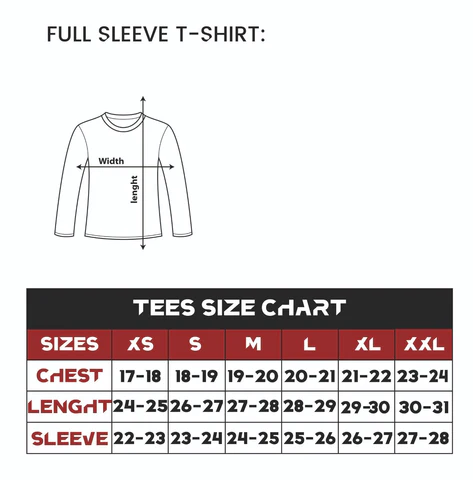 FULL SLEEVE T-SHIRT:
Width
lenght
TEES SIZE CHART
SIZES XS S M L XL XXL
CHEST 17-18 18-19 19-20 20-21 21-22 23-24
LENGHT 24-25 26-27 27-28 28-29 29-30 30-31
SLEEVE 22-23 23-24 24-25 25-26 26-27 27-28